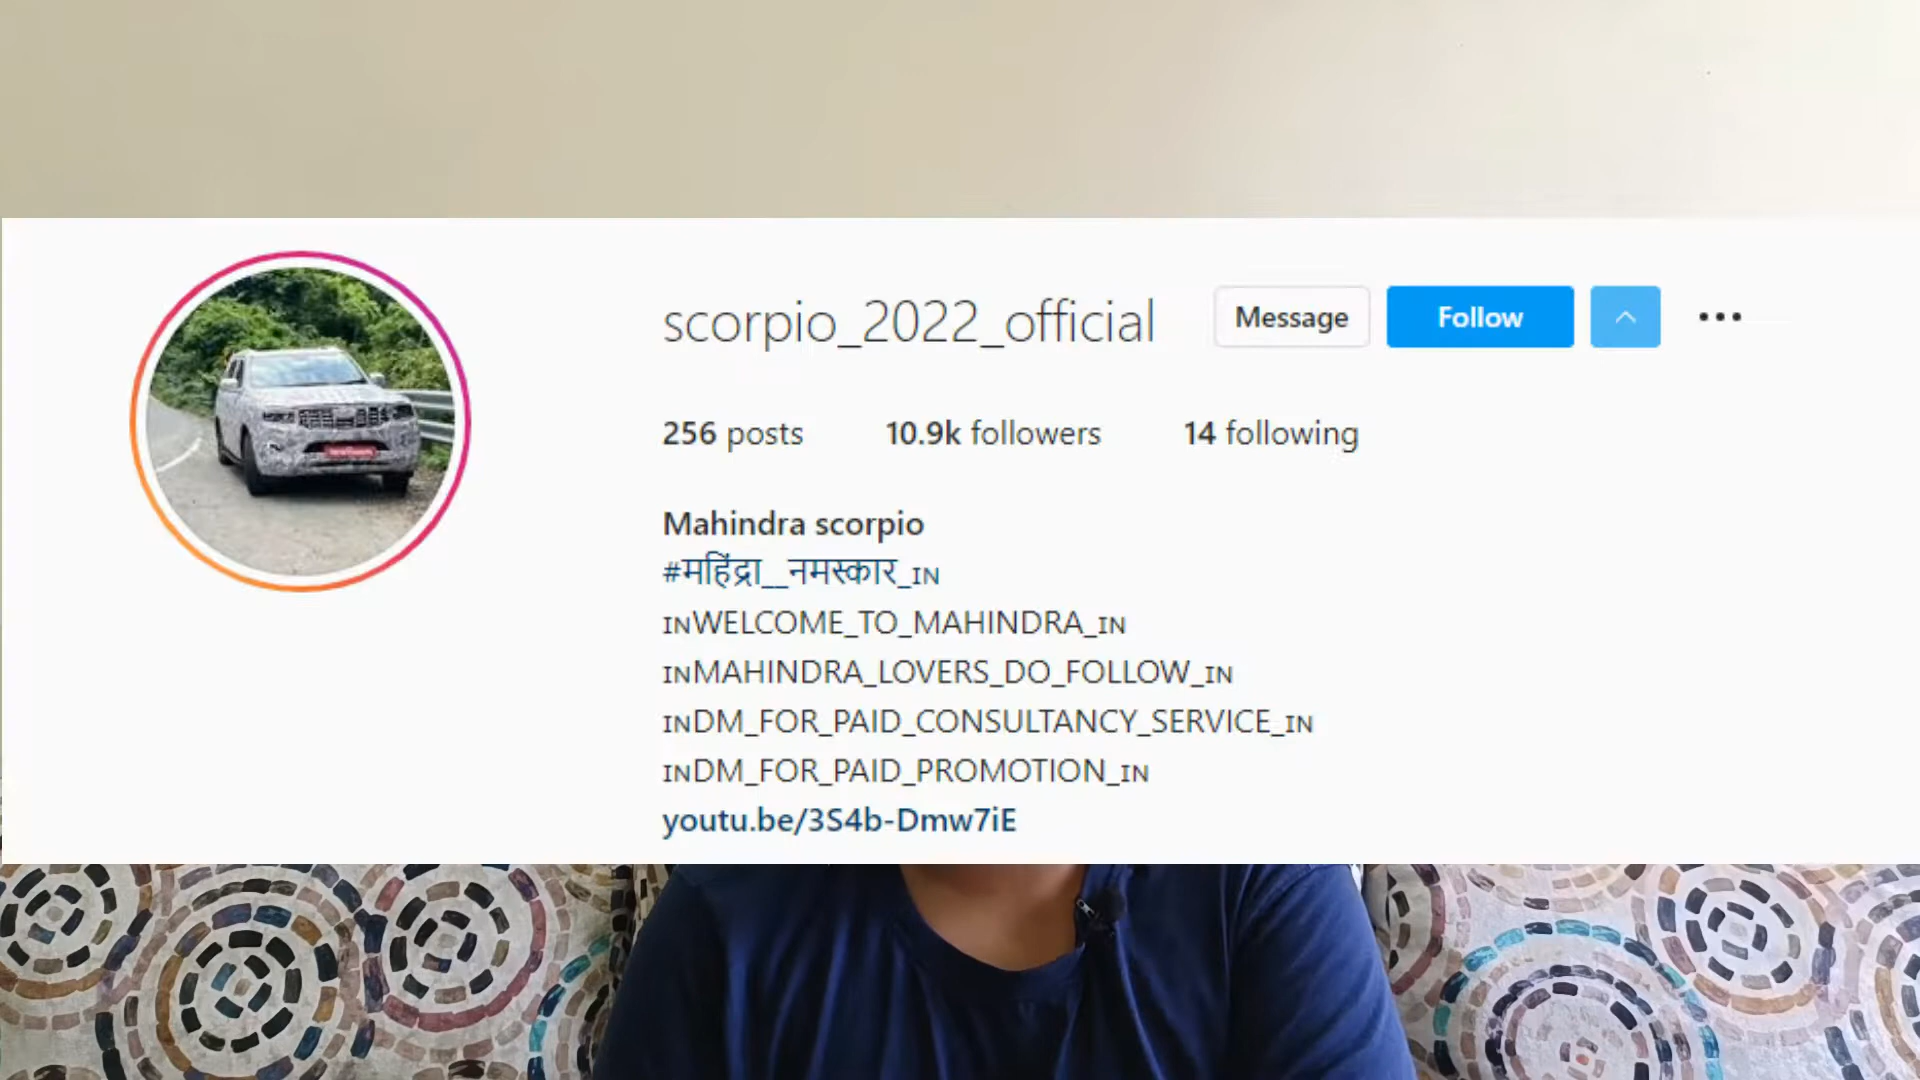 scorpio_2022_official Message Follow
256 posts 10.9k followers 14 following
Mahindra scorpio
#महिंद्रा__नमस्कार_IN
INWELCOME_TO_MAHINDRA_IN
INMAHINDRA_LOVERS_DO_FOLLOW_IN
INDM_FOR_PAID_CONSULTANCY_SERVICE_IN
INDM_FOR_PAID_PROMOTION_IN
youtu.be/3S4b-Dmw7iE